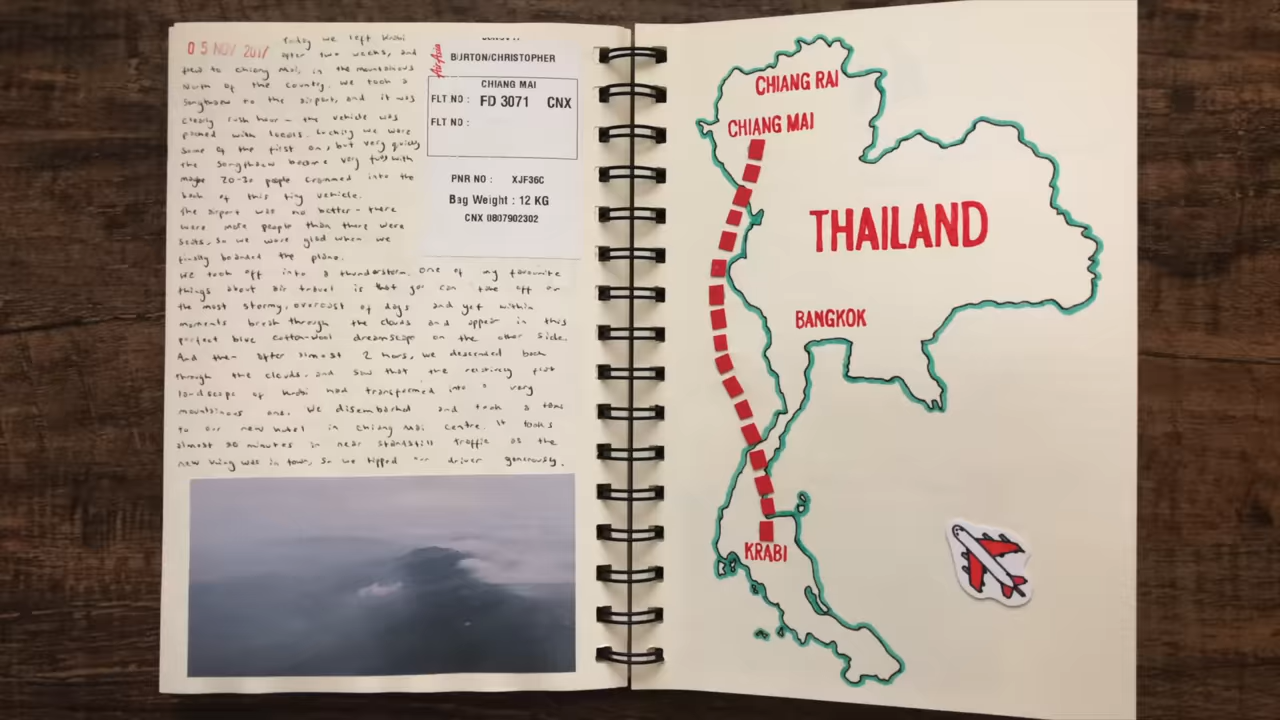 05 NOV 2017
Today we left Krabi
after two weeks, and
flew to Chiang Mai, in the mountainous
North of the country. We took a
Songthaew to the airport, and it was
clearly rush hour - the vehicle was
packed with locals. Luckily we were
some of the first on, but very quickly
the songthaew became very full with
maybe 20-30 people crammed into the
back of this tiny vehicle.
The airport was no better - there
were more people than there were
seats, so we were glad when we
finally boarded the plane.
We took off into a thunderstorm. One of my favourite
things about air travel is that you can take off on
the most stormy, overcast of days and yet within
moments break through the clouds and appear in this
perfect blue cotton-wool dreamscape on the other side.
And then after almost 2 hours, we descended back
through the clouds, and saw that the relatively flat
landscape of Krabi had transformed into a very
mountainous one. We disembarked and took a taxi
to our new hotel in Chiang Mai centre. It took
almost 90 minutes in near standstill traffic as the
new king was in town, so we tipped our driver generously.
AirAsia
BURTON/CHRISTOPHER
CHIANG MAI
FLT NO : FD 3071 CNX
FLT NO :
PNR NO : XJF36C
Bag Weight : 12 KG
CNX 0807902302
CHIANG RAI
CHIANG MAI
THAILAND
BANGKOK
KRABI